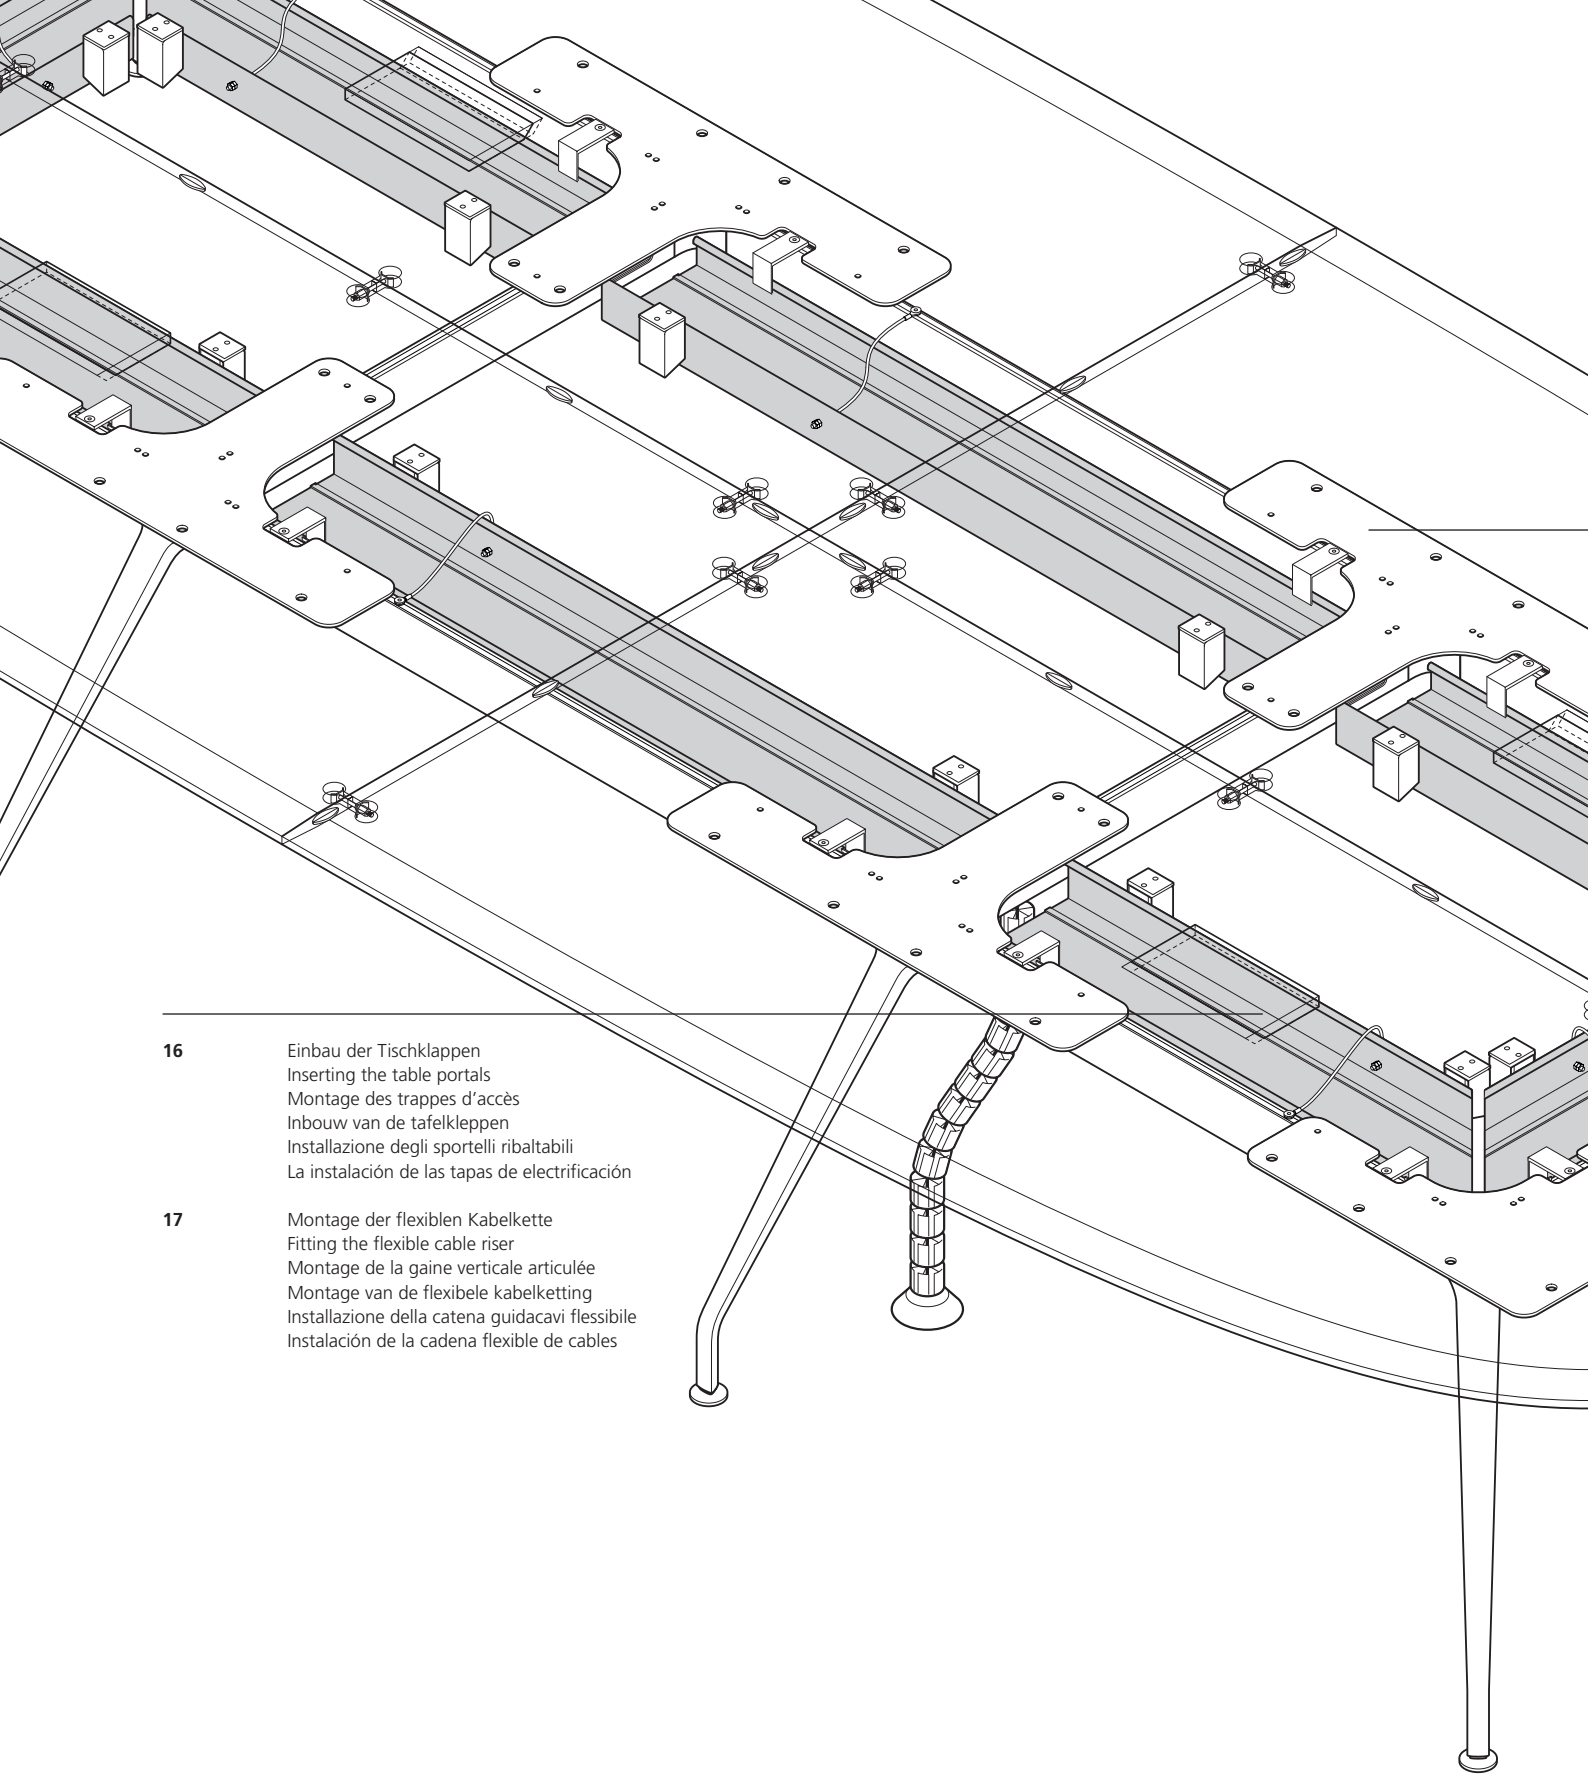 16 Einbau der Tischklappen
Inserting the table portals
Montage des trappes d’accès
Inbouw van de tafelkleppen
Installazione degli sportelli ribaltabili
La instalación de las tapas de electrificación
17 Montage der flexiblen Kabelkette
Fitting the flexible cable riser
Montage de la gaine verticale articulée
Montage van de flexibele kabelketting
Installazione della catena guidacavi flessibile
Instalación de la cadena flexible de cables